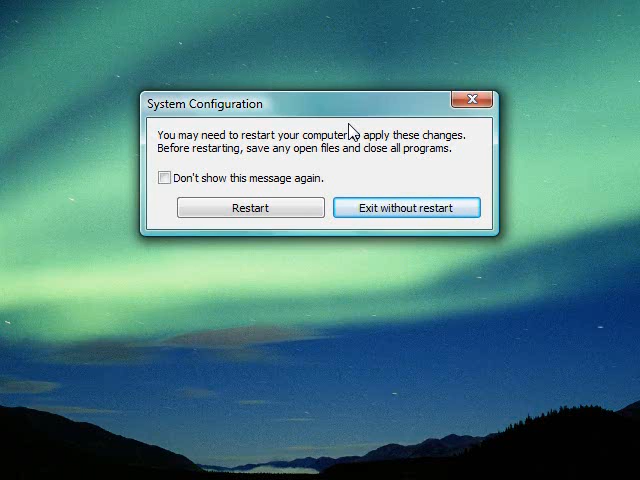 System Configuration
You may need to restart your computer apply these changes.
Before restarting, save any open files and close all programs.
Don't show this message again.
Restart
Exit without restart